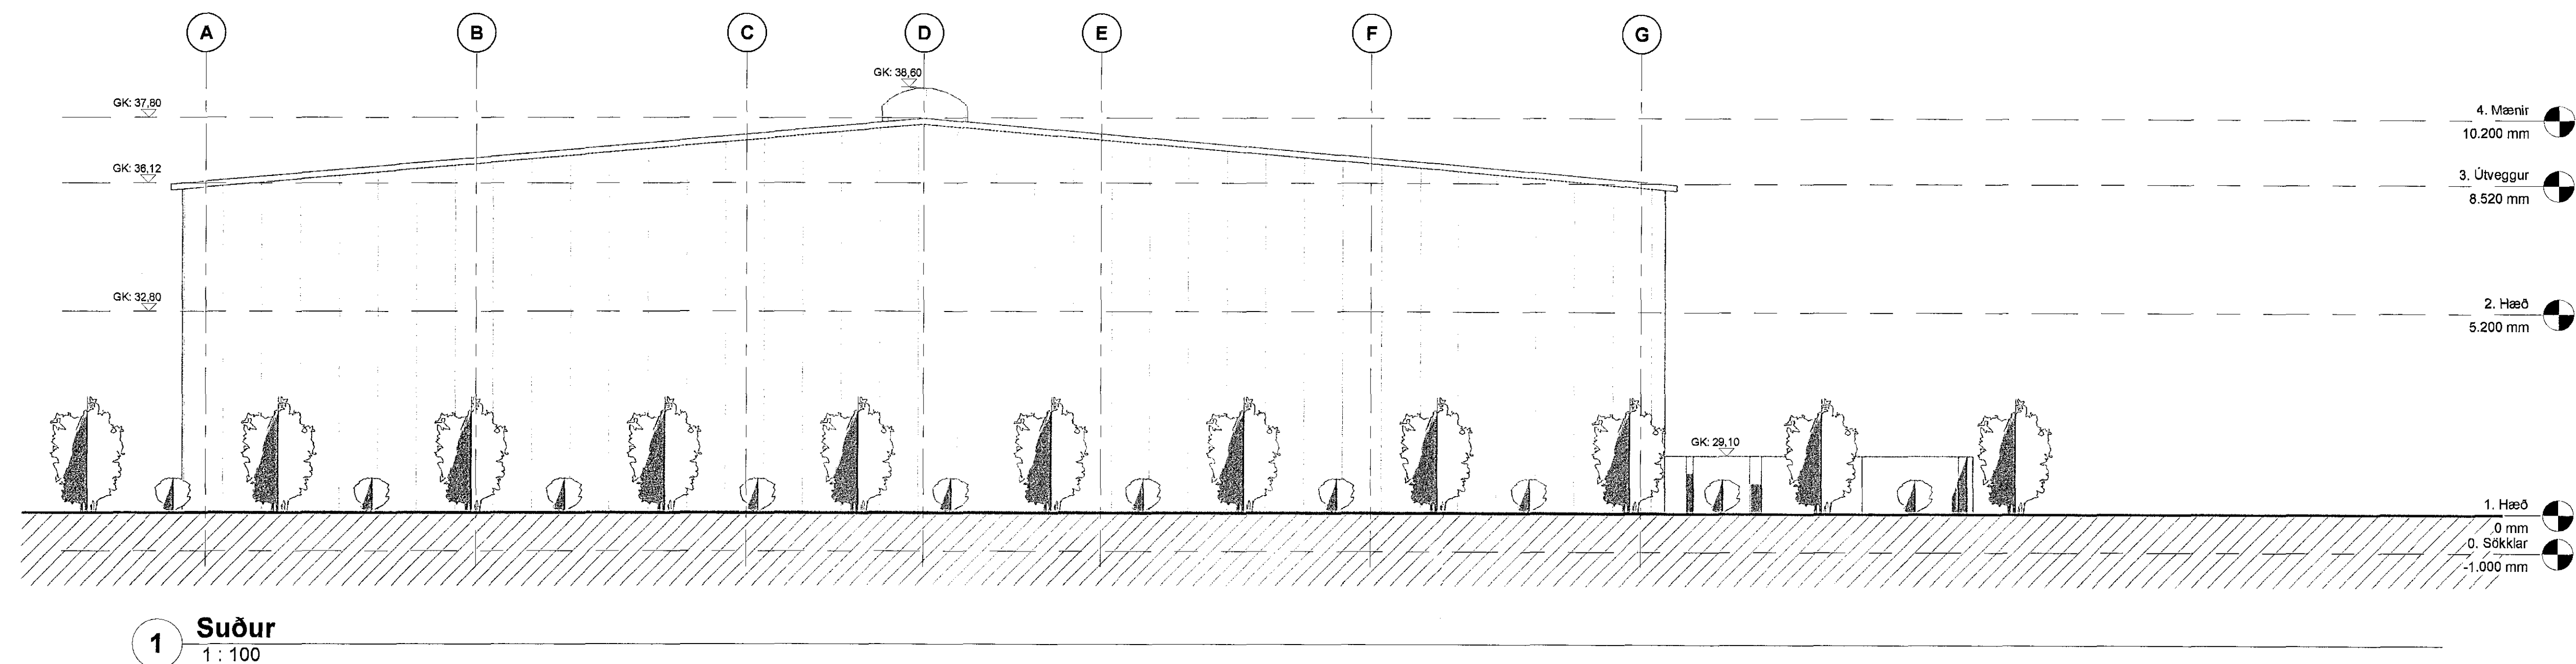 A B C D E F G
GK: 38,60
GK: 37,80
4. Mænir
10.200 mm
GK: 36,12
3. Útveggur
8.520 mm
GK: 32,80
2. Hæð
5.200 mm
GK: 29,10
1. Hæð
0 mm
0. Sökklar
-1.000 mm
1 Suður
1 : 100